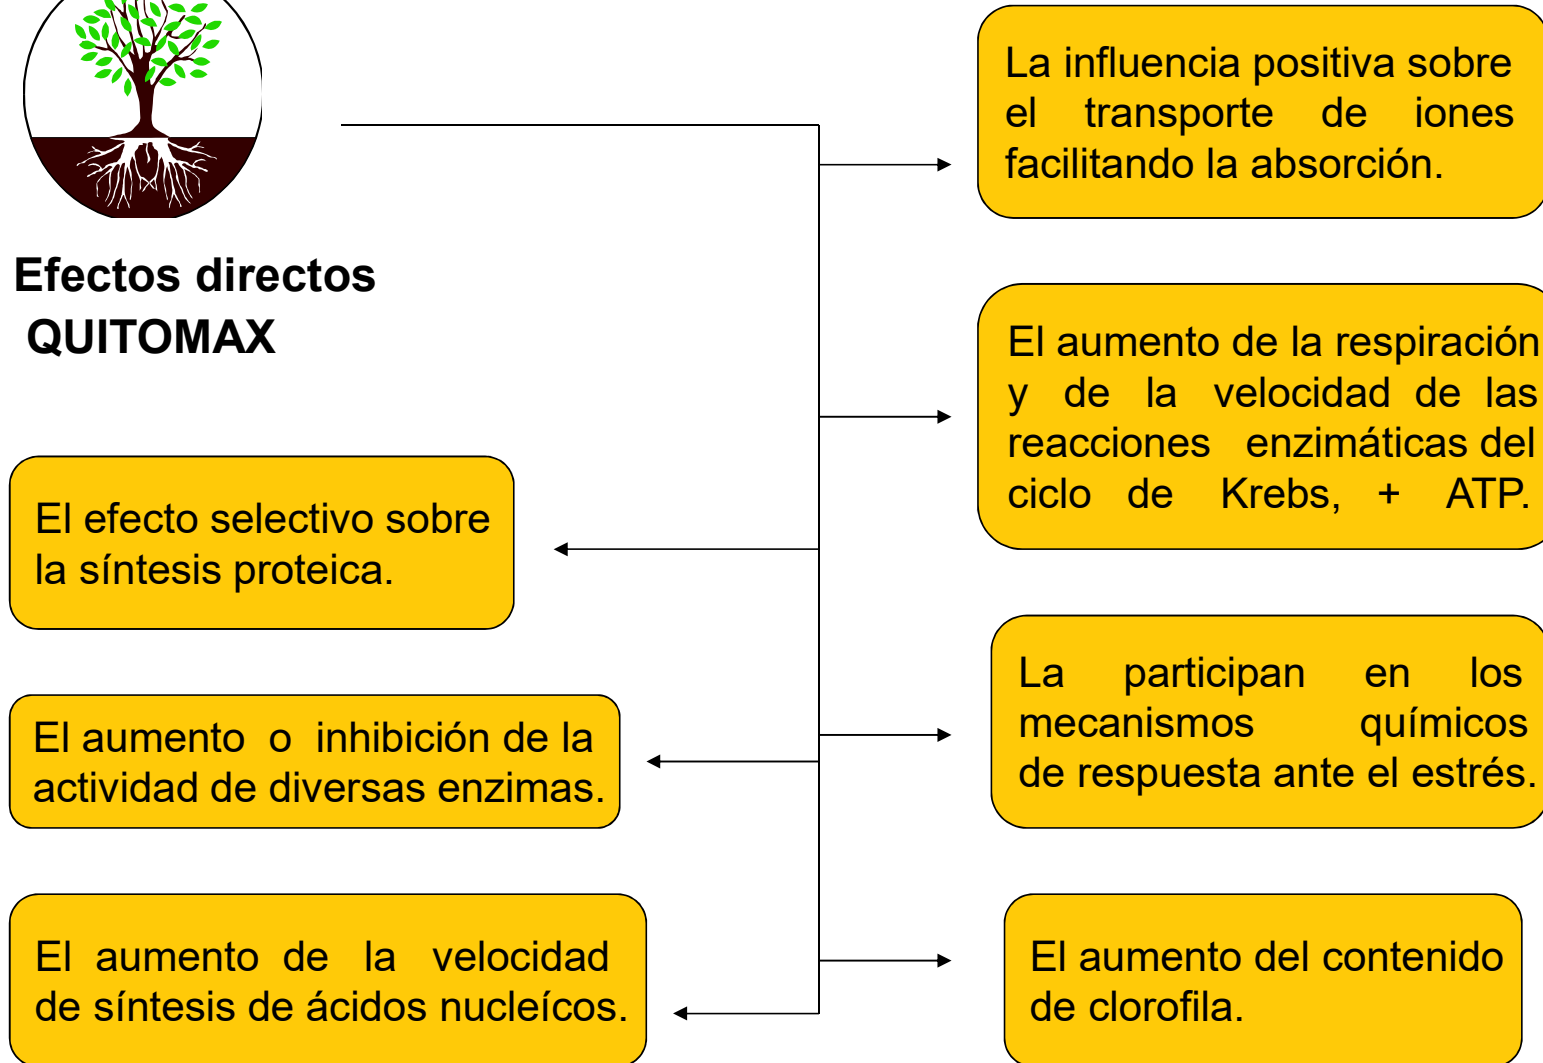 Efectos directos
QUITOMAX
La influencia positiva sobre
el transporte de iones
facilitando la absorción.
El aumento de la respiración
y de la velocidad de las
reacciones enzimáticas del
ciclo de Krebs, + ATP.
La participan en los
mecanismos químicos
de respuesta ante el estrés.
El aumento del contenido
de clorofila.
El efecto selectivo sobre
la síntesis proteica.
El aumento o inhibición de la
actividad de diversas enzimas.
El aumento de la velocidad
de síntesis de ácidos nucleícos.